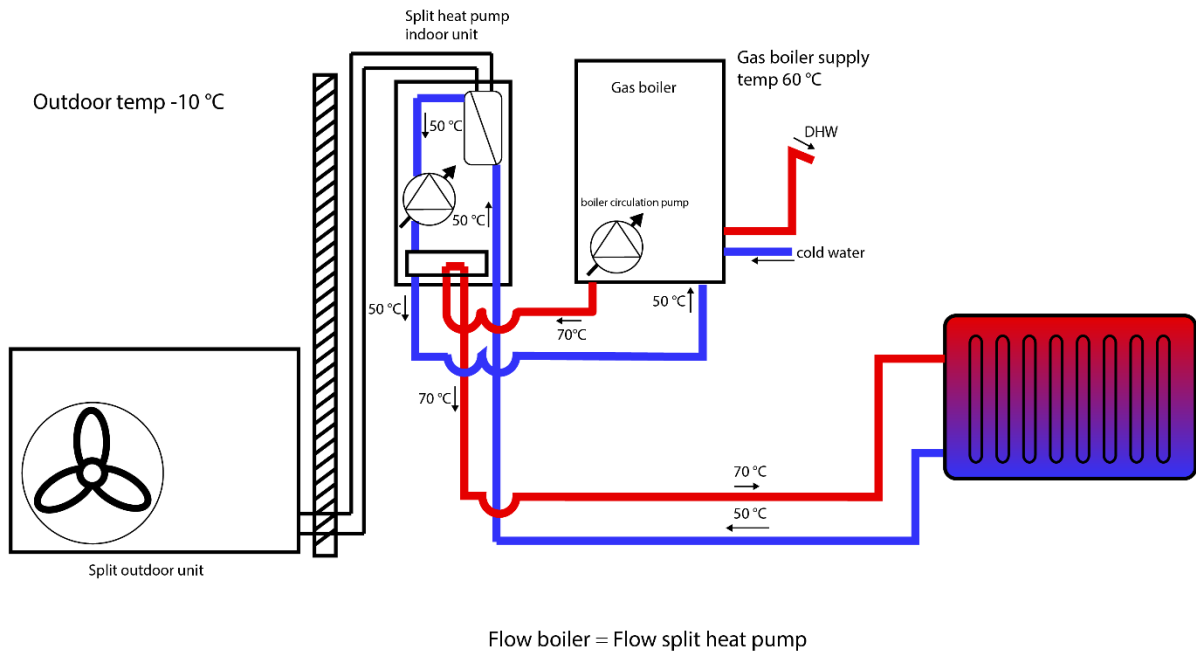 Split heat pump
indoor unit
Gas boiler supply
temp 60 °C
Outdoor temp -10 °C
Gas boiler
50 °C
DHW
boiler circulation pump
50 °C
cold water
50 °C
50 °C
70°C
70 °C
70 °C
50 °C
Split outdoor unit
Flow boiler = Flow split heat pump